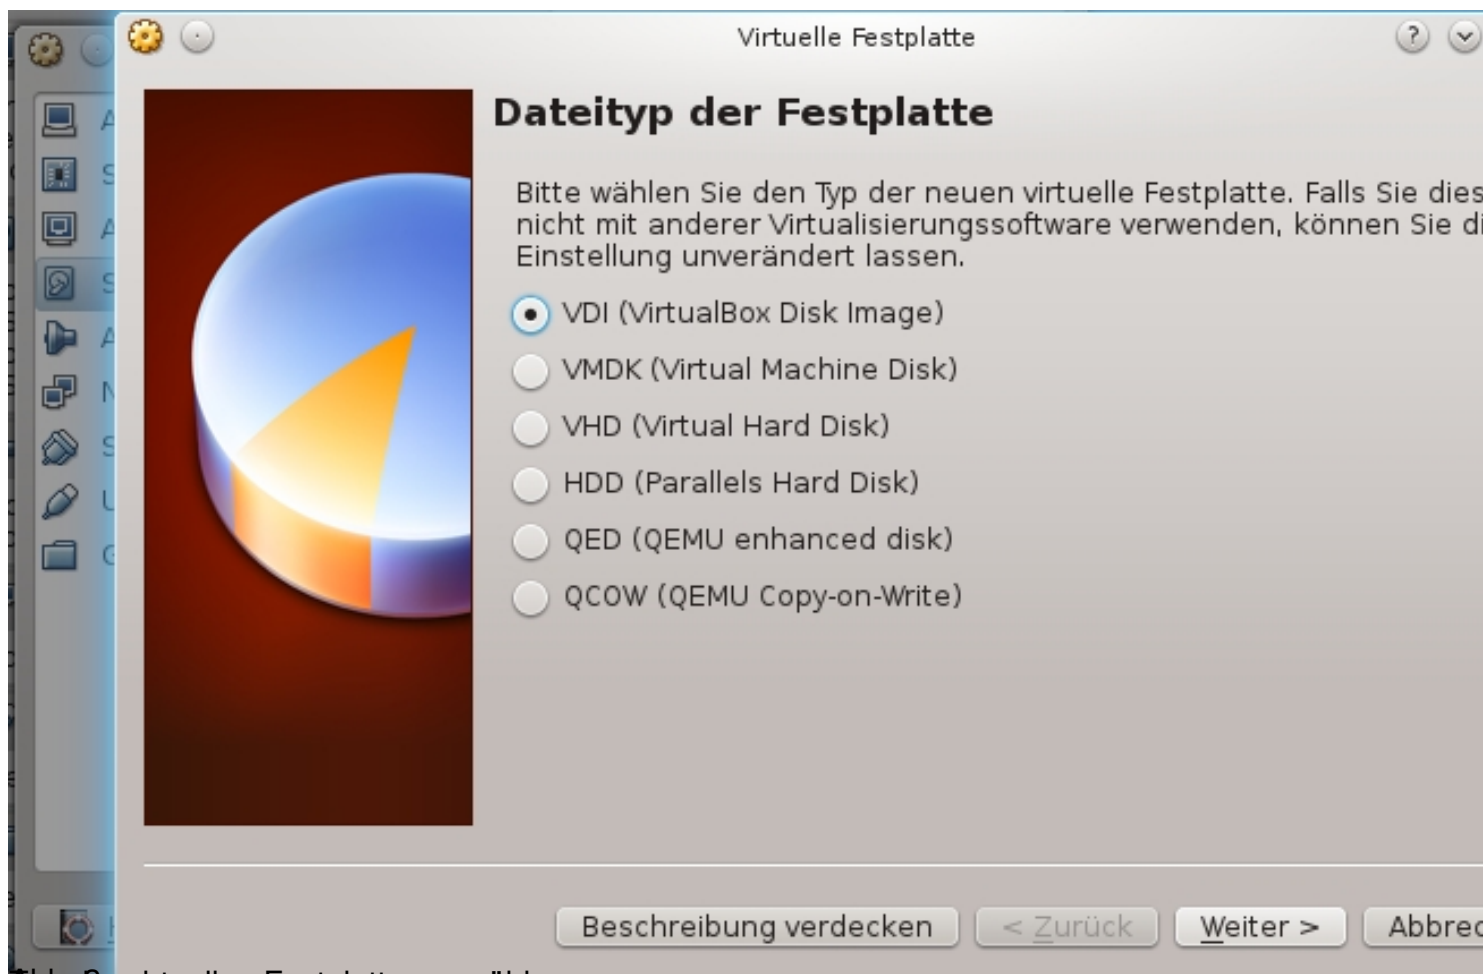 Virtuelle Festplatte
Dateityp der Festplatte
Bitte wählen Sie den Typ der neuen virtuelle Festplatte. Falls Sie dies
nicht mit anderer Virtualisierungssoftware verwenden, können Sie di
Einstellung unverändert lassen.
VDI (VirtualBox Disk Image)
VMDK (Virtual Machine Disk)
VHD (Virtual Hard Disk)
HDD (Parallels Hard Disk)
QED (QEMU enhanced disk)
QCOW (QEMU Copy-on-Write)
Beschreibung verdecken
< Zurück
Weiter >
Abbrec